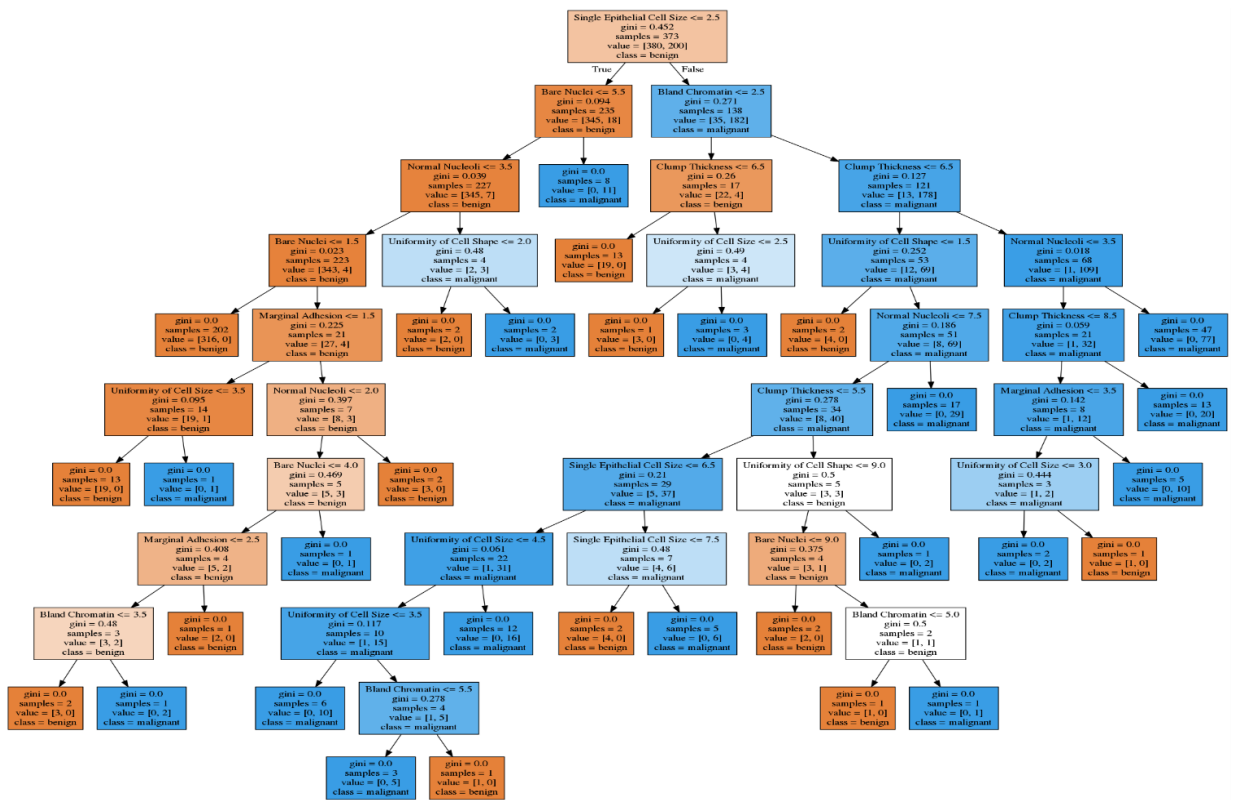 Single Epithelial Cell Size <= 2.5
gini = 0.452
samples = 373
value = [380, 200]
class = benign
True
False
Bare Nuclei <= 5.5
gini = 0.094
samples = 235
value = [345, 18]
class = benign
Bland Chromatin <= 2.5
gini = 0.271
samples = 138
value = [35, 182]
class = malignant
Normal Nucleoli <= 3.5
gini = 0.039
samples = 227
value = [345, 7]
class = benign
gini = 0.0
samples = 8
value = [0, 11]
class = malignant
Clump Thickness <= 6.5
gini = 0.26
samples = 17
value = [22, 4]
class = benign
Clump Thickness <= 6.5
gini = 0.127
samples = 121
value = [13, 178]
class = malignant
Bare Nuclei <= 1.5
gini = 0.023
samples = 223
value = [343, 4]
class = benign
Uniformity of Cell Shape <= 2.0
gini = 0.48
samples = 4
value = [2, 3]
class = malignant
gini = 0.0
samples = 13
value = [19, 0]
class = benign
Uniformity of Cell Size <= 2.5
gini = 0.49
samples = 4
value = [3, 4]
class = malignant
Uniformity of Cell Shape <= 1.5
gini = 0.252
samples = 53
value = [12, 69]
class = malignant
Normal Nucleoli <= 3.5
gini = 0.018
samples = 68
value = [1, 109]
class = malignant
gini = 0.0
samples = 202
value = [316, 0]
class = benign
Marginal Adhesion <= 1.5
gini = 0.225
samples = 21
value = [27, 4]
class = benign
gini = 0.0
samples = 2
value = [2, 0]
class = benign
gini = 0.0
samples = 2
value = [0, 3]
class = malignant
gini = 0.0
samples = 1
value = [3, 0]
class = benign
gini = 0.0
samples = 3
value = [0, 4]
class = malignant
gini = 0.0
samples = 2
value = [4, 0]
class = benign
Normal Nucleoli <= 7.5
gini = 0.186
samples = 51
value = [8, 69]
class = malignant
Clump Thickness <= 8.5
gini = 0.059
samples = 21
value = [1, 32]
class = malignant
gini = 0.0
samples = 47
value = [0, 77]
class = malignant
Uniformity of Cell Size <= 3.5
gini = 0.095
samples = 14
value = [19, 1]
class = benign
Normal Nucleoli <= 2.0
gini = 0.397
samples = 7
value = [8, 3]
class = benign
Clump Thickness <= 5.5
gini = 0.278
samples = 34
value = [8, 40]
class = malignant
gini = 0.0
samples = 17
value = [0, 29]
class = malignant
Marginal Adhesion <= 3.5
gini = 0.142
samples = 8
value = [1, 12]
class = malignant
gini = 0.0
samples = 13
value = [0, 20]
class = malignant
gini = 0.0
samples = 13
value = [19, 0]
class = benign
gini = 0.0
samples = 1
value = [0, 1]
class = malignant
Bare Nuclei <= 4.0
gini = 0.469
samples = 5
value = [5, 3]
class = benign
gini = 0.0
samples = 2
value = [3, 0]
class = benign
Single Epithelial Cell Size <= 6.5
gini = 0.21
samples = 29
value = [5, 37]
class = malignant
Uniformity of Cell Shape <= 9.0
gini = 0.5
samples = 5
value = [3, 3]
class = benign
Uniformity of Cell Size <= 3.0
gini = 0.444
samples = 3
value = [1, 2]
class = malignant
gini = 0.0
samples = 5
value = [0, 10]
class = malignant
Marginal Adhesion <= 2.5
gini = 0.408
samples = 4
value = [5, 2]
class = benign
gini = 0.0
samples = 1
value = [0, 1]
class = malignant
Uniformity of Cell Size <= 4.5
gini = 0.061
samples = 22
value = [1, 31]
class = malignant
Single Epithelial Cell Size <= 7.5
gini = 0.48
samples = 7
value = [4, 6]
class = malignant
Bare Nuclei <= 9.0
gini = 0.375
samples = 4
value = [3, 1]
class = benign
gini = 0.0
samples = 1
value = [0, 2]
class = malignant
gini = 0.0
samples = 2
value = [0, 2]
class = malignant
gini = 0.0
samples = 1
value = [1, 0]
class = benign
Bland Chromatin <= 3.5
gini = 0.48
samples = 3
value = [3, 2]
class = benign
gini = 0.0
samples = 1
value = [2, 0]
class = benign
Uniformity of Cell Size <= 3.5
gini = 0.117
samples = 10
value = [1, 15]
class = malignant
gini = 0.0
samples = 12
value = [0, 16]
class = malignant
gini = 0.0
samples = 2
value = [4, 0]
class = benign
gini = 0.0
samples = 5
value = [0, 6]
class = malignant
gini = 0.0
samples = 2
value = [2, 0]
class = benign
Bland Chromatin <= 5.0
gini = 0.5
samples = 2
value = [1, 1]
class = benign
gini = 0.0
samples = 2
value = [3, 0]
class = benign
gini = 0.0
samples = 1
value = [0, 2]
class = malignant
gini = 0.0
samples = 6
value = [0, 10]
class = malignant
Bland Chromatin <= 5.5
gini = 0.278
samples = 4
value = [1, 5]
class = malignant
gini = 0.0
samples = 1
value = [1, 0]
class = benign
gini = 0.0
samples = 1
value = [0, 1]
class = malignant
gini = 0.0
samples = 3
value = [0, 5]
class = malignant
gini = 0.0
samples = 1
value = [1, 0]
class = benign